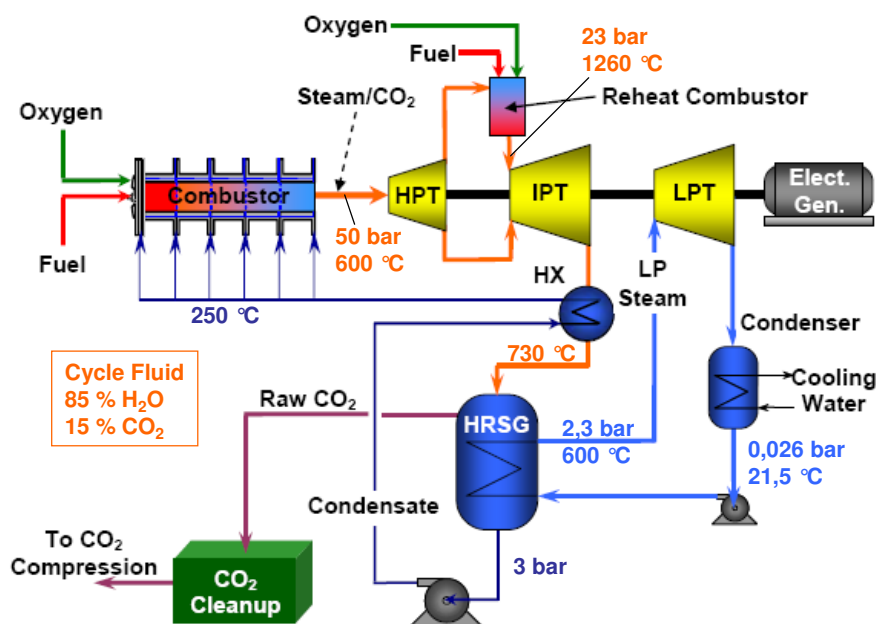 Oxygen
Fuel
23 bar
1260 °C
Steam/CO₂
Reheat Combustor
Oxygen
Combustor
HPT
IPT
LPT
Elect.
Gen.
50 bar
600 °C
Fuel
HX
LP
Steam
250 °C
Condenser
730 °C
Cycle Fluid
85 % H₂O
15 % CO₂
Raw CO₂
Cooling
Water
HRSG
2,3 bar
600 °C
0,026 bar
21,5 °C
Condensate
To CO₂
Compression
3 bar
CO₂
Cleanup